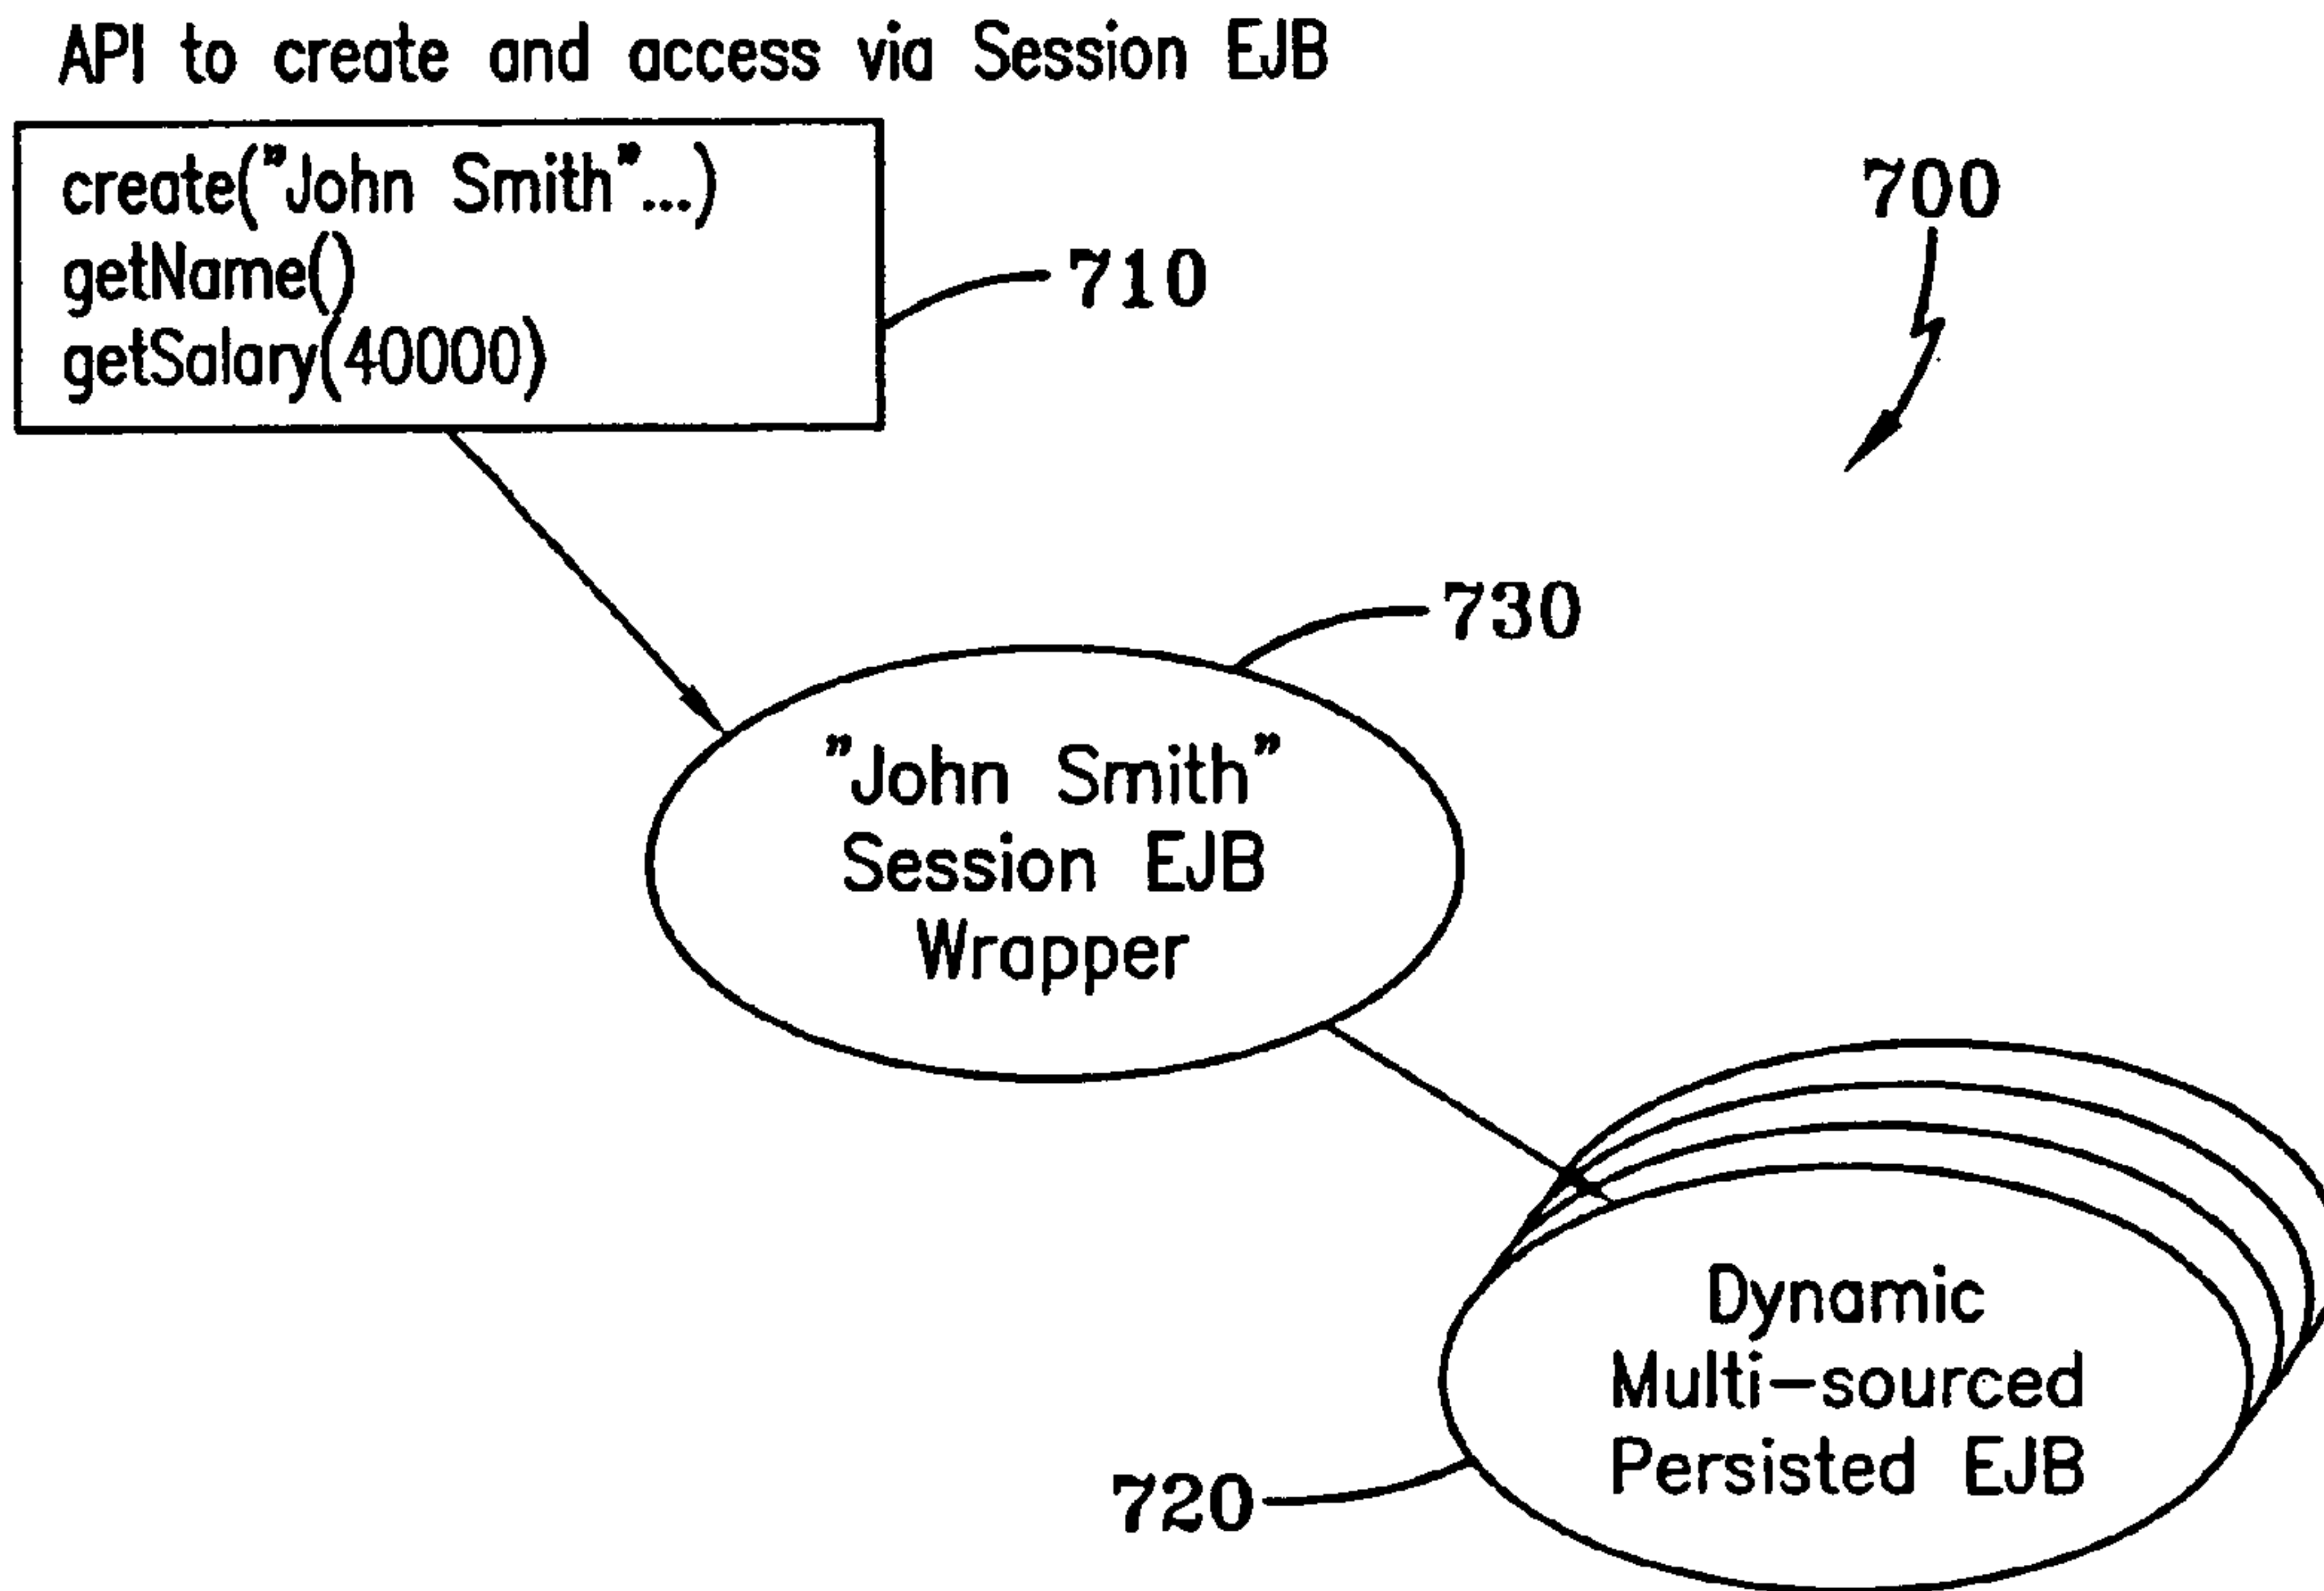 API to create and access via Session EJB
create("John Smith"...)
getName()
getSalary(40000)
700
710
730
"John Smith"
Session EJB
Wrapper
Dynamic
Multi-sourced
Persisted EJB
720